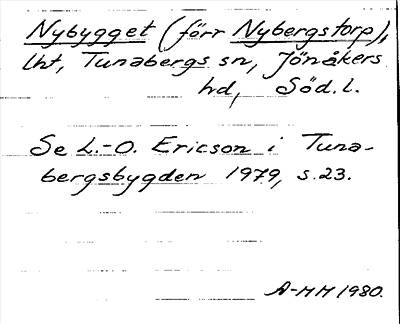 Nybygget (förr Nybergstorp),
lht, Tunabergs sn, Jönåkers
hd, Söd. l.
Se L.-O. Ericson i Tuna-
bergsbygden 1979, s. 23.
A-MM 1980.